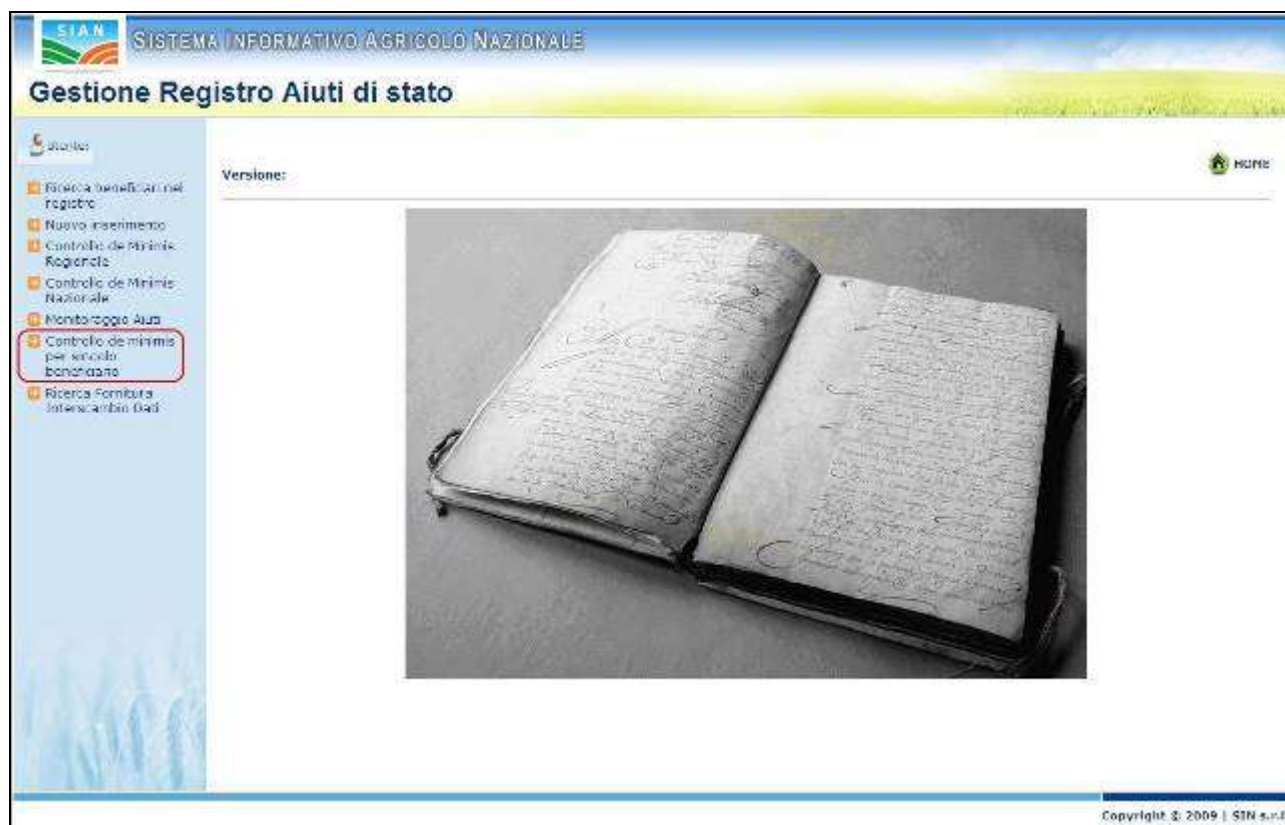 SIAN
SISTEMA INFORMATIVO AGRICOLO NAZIONALE
Gestione Registro Aiuti di stato
Utente:
HOME
Versione:
Ricerca beneficiari nel
registro
Nuovo inserimento
Controllo de Minimis
Regionale
Controllo de Minimis
Nazionale
Monitoraggio Aiuti
Controllo de minimis
per singolo
beneficiario
Ricerca Fornitura
Interscambio Dati
Copyright © 2009 | SIN s.r.l